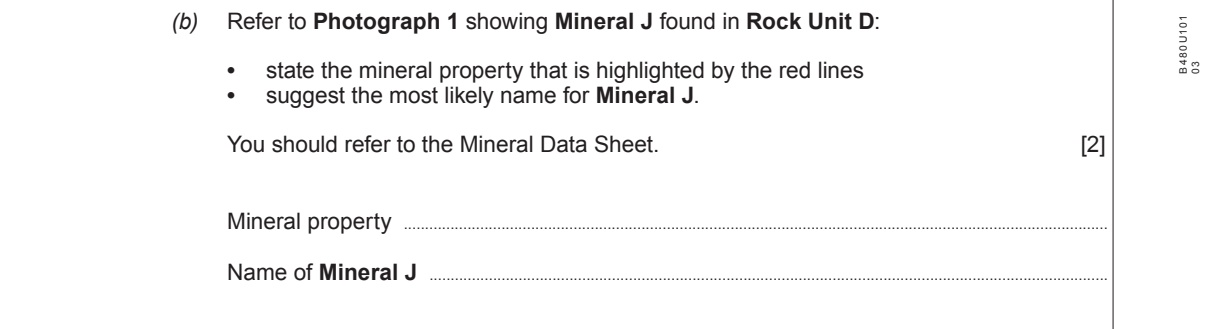 (b) Refer to Photograph 1 showing Mineral J found in Rock Unit D:
• state the mineral property that is highlighted by the red lines
• suggest the most likely name for Mineral J.
You should refer to the Mineral Data Sheet. [2]
Mineral property
Name of Mineral J
B480U101
03